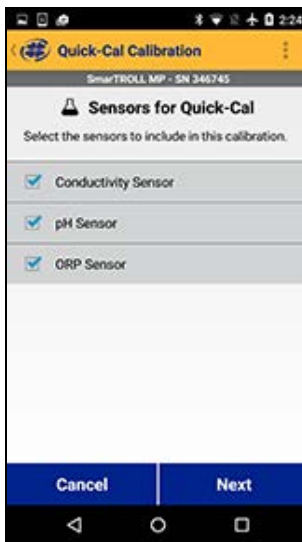 2:24
Quick-Cal Calibration
SmarTROLL MP - SN 346745
Sensors for Quick-Cal
Select the sensors to include in this calibration.
Conductivity Sensor
pH Sensor
ORP Sensor
Cancel
Next